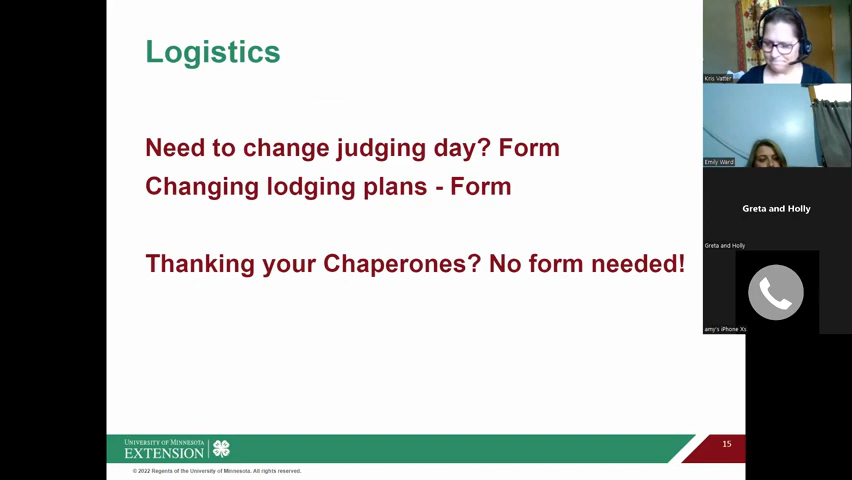 Logistics
Need to change judging day? Form
Changing lodging plans - Form
Thanking your Chaperones? No form needed!
Kris Vatter
Emily Ward
Greta and Holly
Greta and Holly
amy's iPhone Xs
UNIVERSITY OF MINNESOTA
EXTENSION
15
© 2022 Regents of the University of Minnesota. All rights reserved.